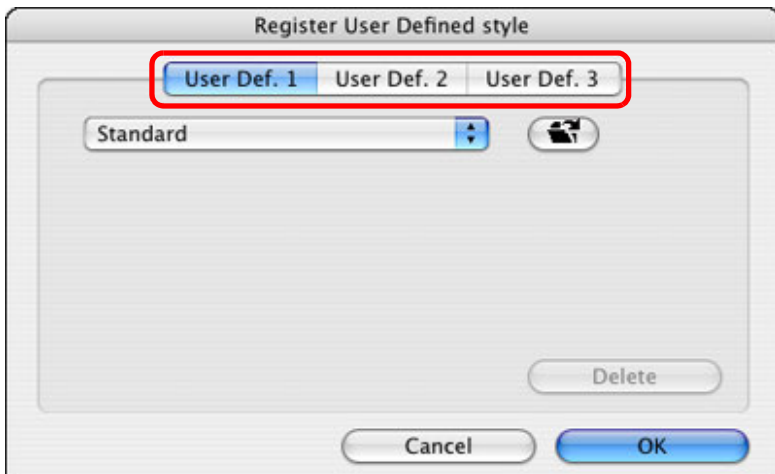 Register User Defined style
User Def. 1 User Def. 2 User Def. 3
Standard
Delete
Cancel OK